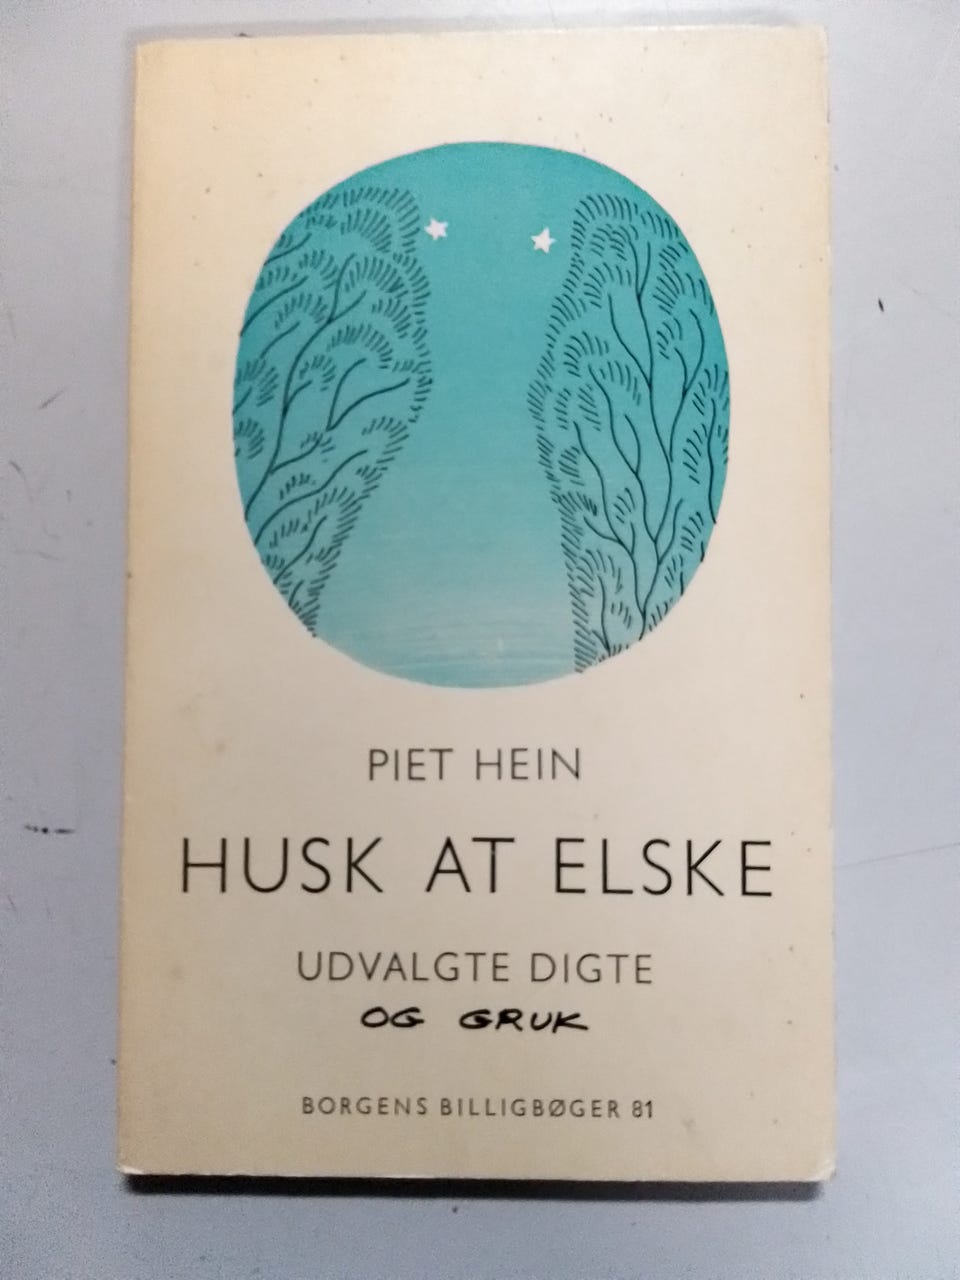 PIET HEIN
HUSK AT ELSKE
UDVALGTE DIGTE
OG GRUK
BORGENS BILLIGBØGER 81